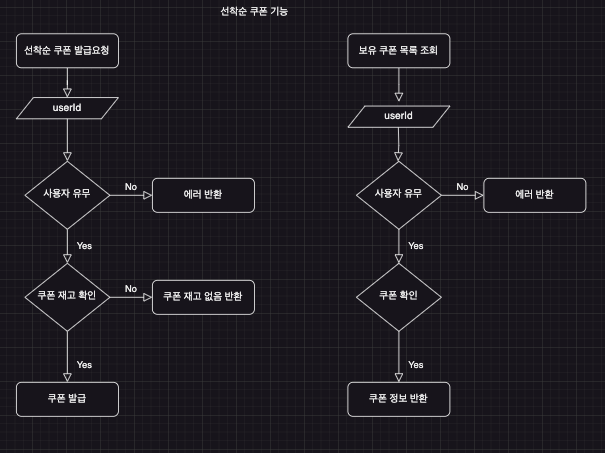 선착순 쿠폰 기능
선착순 쿠폰 발급요청
userId
사용자 유무
No
에러 반환
Yes
쿠폰 재고 확인
No
쿠폰 재고 없음 반환
Yes
쿠폰 발급
보유 쿠폰 목록 조회
userId
사용자 유무
No
에러 반환
Yes
쿠폰 확인
Yes
쿠폰 정보 반환